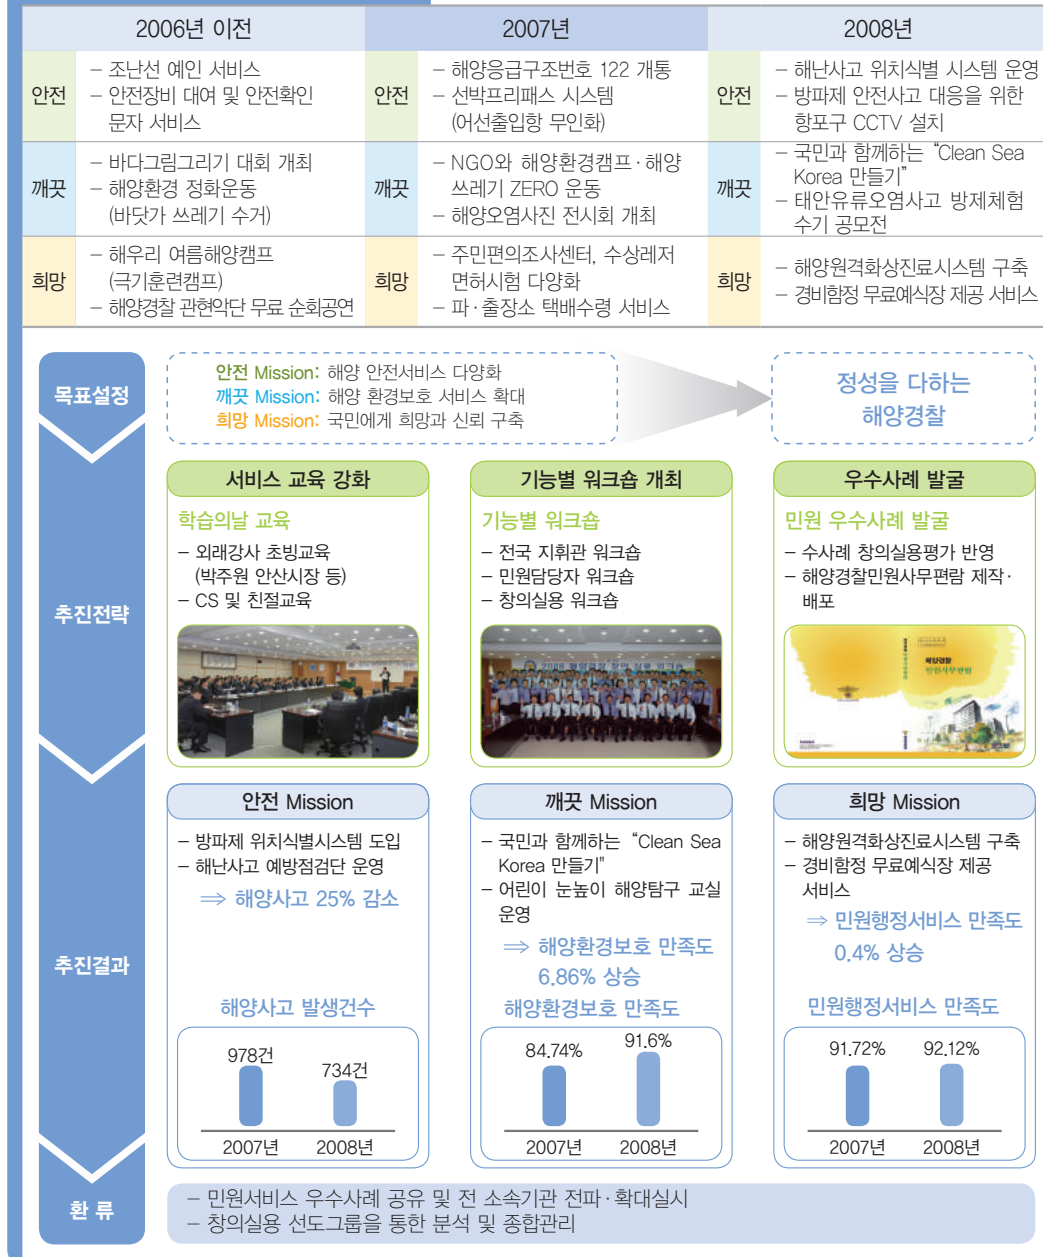 2006년 이전
2007년
2008년
안전
– 조난선 예인 서비스
– 안전장비 대여 및 안전확인
문자 서비스
안전
– 해양응급구조번호 122 개통
– 선박프리패스 시스템
(어선출입항 무인화)
안전
– 해난사고 위치식별 시스템 운영
– 방파제 안전사고 대응을 위한
항포구 CCTV 설치
깨끗
– 바다그림그리기 대회 개최
– 해양환경 정화운동
(바닷가 쓰레기 수거)
깨끗
– NGO와 해양환경캠프·해양
쓰레기 ZERO 운동
– 해양오염사진 전시회 개최
깨끗
– 국민과 함께하는 “Clean Sea
Korea 만들기”
– 태안유류오염사고 방제체험
수기 공모전
희망
– 해우리 여름해양캠프
(극기훈련캠프)
– 해양경찰 관현악단 무료 순회공연
희망
– 주민편의조사센터, 수상레저
면허시험 다양화
– 파·출장소 택배수령 서비스
희망
– 해양원격화상진료시스템 구축
– 경비함정 무료예식장 제공 서비스
목표설정
안전 Mission: 해양 안전서비스 다양화
깨끗 Mission: 해양 환경보호 서비스 확대
희망 Mission: 국민에게 희망과 신뢰 구축
정성을 다하는
해양경찰
추진전략
서비스 교육 강화
학습의날 교육
– 외래강사 초빙교육
(박주원 안산시장 등)
– CS 및 친절교육
기능별 워크숍 개최
기능별 워크숍
– 전국 지휘관 워크숍
– 민원담당자 워크숍
– 창의실용 워크숍
2008 해양경찰 창의 실용 워크숍
우수사례 발굴
민원 우수사례 발굴
– 수사례 창의실용평가 반영
– 해양경찰민원사무편람 제작·
배포
해양경찰
민원사무편람
추진결과
안전 Mission
– 방파제 위치식별시스템 도입
– 해난사고 예방점검단 운영
⇒ 해양사고 25% 감소
해양사고 발생건수
978건
734건
2007년
2008년
깨끗 Mission
– 국민과 함께하는 “Clean Sea
Korea 만들기"
– 어린이 눈높이 해양탐구 교실
운영
⇒ 해양환경보호 만족도
6.86% 상승
해양환경보호 만족도
84.74%
91.6%
2007년
2008년
희망 Mission
– 해양원격화상진료시스템 구축
– 경비함정 무료예식장 제공
서비스
⇒ 민원행정서비스 만족도
0.4% 상승
민원행정서비스 만족도
91.72%
92.12%
2007년
2008년
환 류
– 민원서비스 우수사례 공유 및 전 소속기관 전파·확대실시
– 창의실용 선도그룹을 통한 분석 및 종합관리